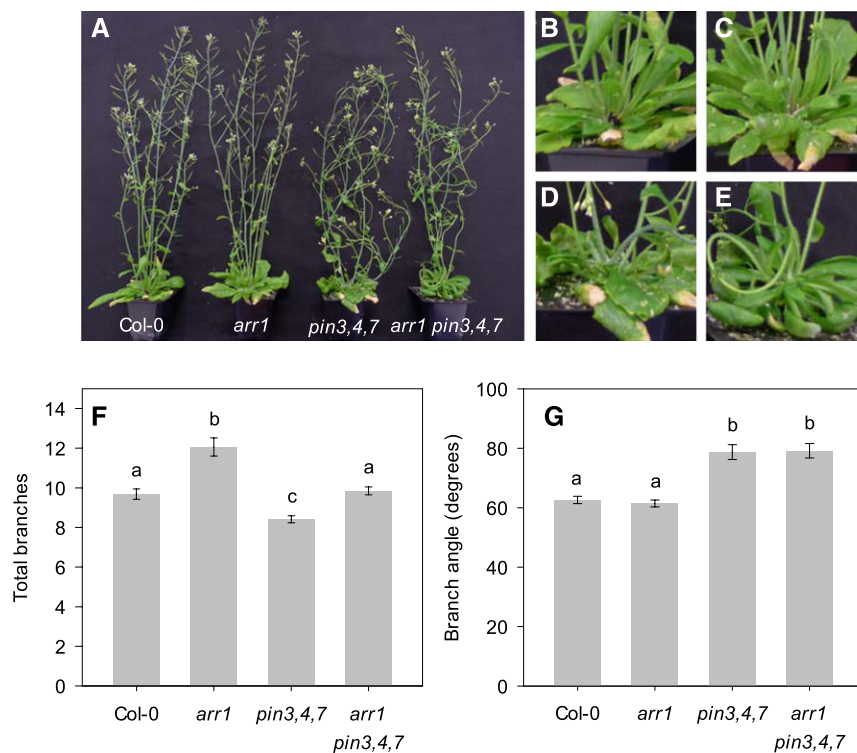 A
Col-0 arr1 pin3,4,7 arr1 pin3,4,7
B
C
D
E
F
Total branches
14
12
10
8
6
4
2
0
a
b
c
a
Col-0 arr1 pin3,4,7 arr1
pin3,4,7
G
Branch angle (degrees)
100
80
60
40
20
0
a
a
b
b
Col-0 arr1 pin3,4,7 arr1
pin3,4,7